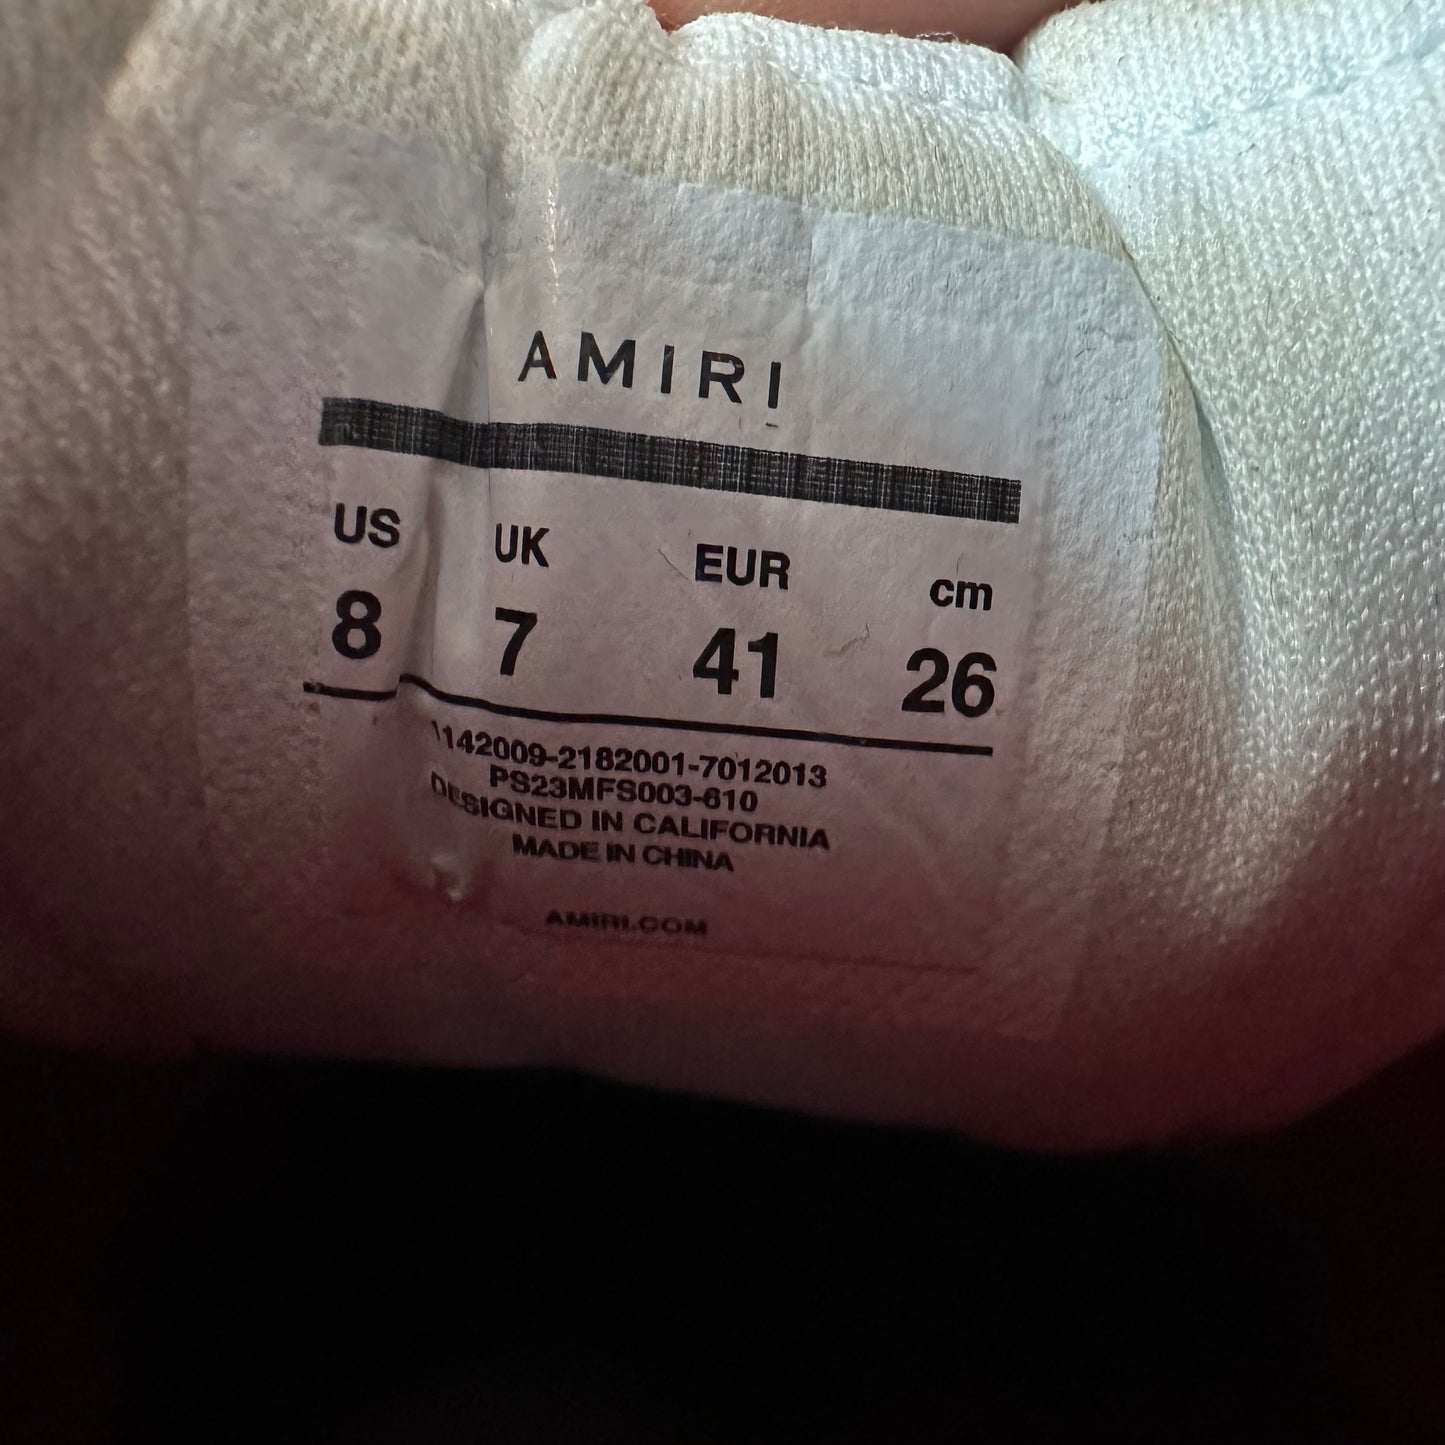 AMIRI
US UK EUR cm
8 7 41 26
1142009-2182001-7012013
PS23MFS003-610
DESIGNED IN CALIFORNIA
MADE IN CHINA
AMIRI.COM